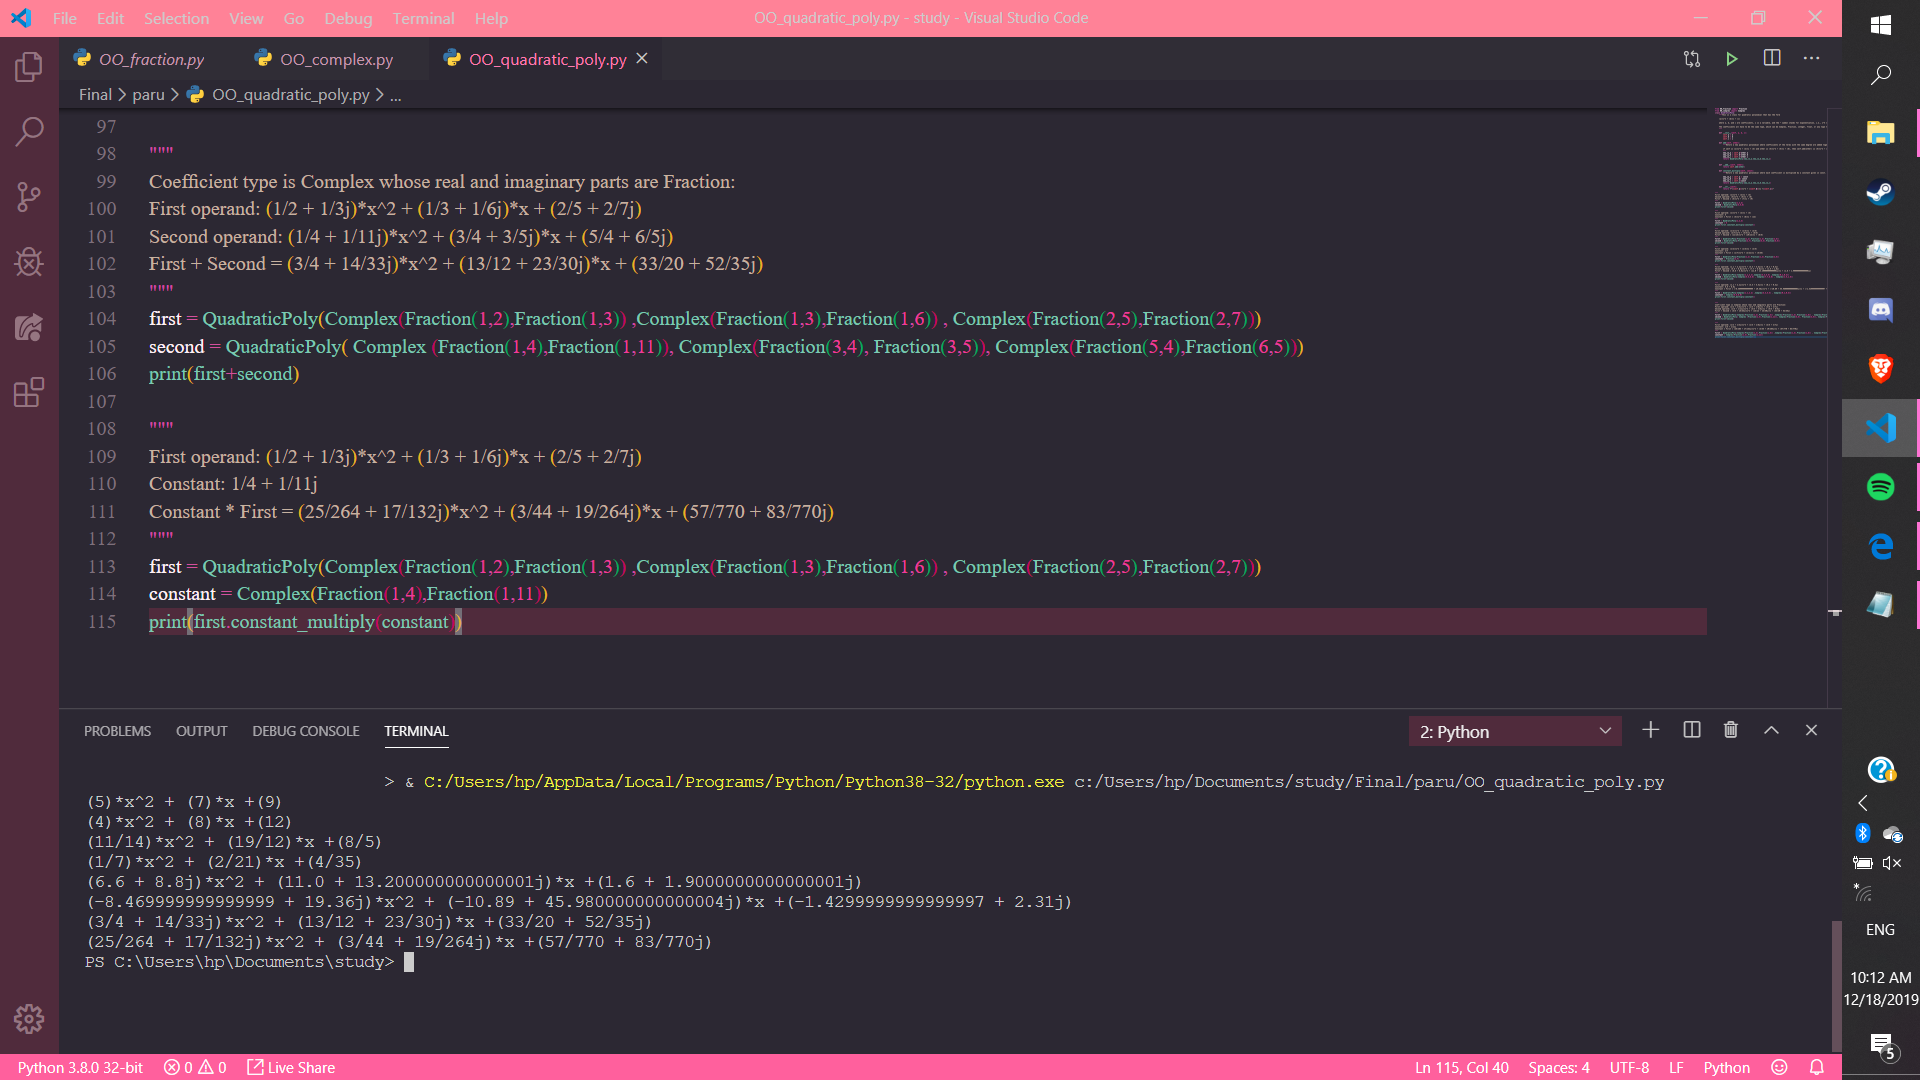 File Edit Selection View Go Debug Terminal Help
OO_quadratic_poly.py - study - Visual Studio Code
OO_fraction.py OO_complex.py OO_quadratic_poly.py
Final > paru > OO_quadratic_poly.py > ...
97
98 """
99 Coefficient type is Complex whose real and imaginary parts are Fraction:
100 First operand: (1/2 + 1/3j)*x^2 + (1/3 + 1/6j)*x + (2/5 + 2/7j)
101 Second operand: (1/4 + 1/11j)*x^2 + (3/4 + 3/5j)*x + (5/4 + 6/5j)
102 First + Second = (3/4 + 14/33j)*x^2 + (13/12 + 23/30j)*x + (33/20 + 52/35j)
103 """
104 first = QuadraticPoly(Complex(Fraction(1,2),Fraction(1,3)) ,Complex(Fraction(1,3),Fraction(1,6)) , Complex(Fraction(2,5),Fraction(2,7)))
105 second = QuadraticPoly( Complex (Fraction(1,4),Fraction(1,11)), Complex(Fraction(3,4), Fraction(3,5)), Complex(Fraction(5,4),Fraction(6,5)))
106 print(first+second)
107
108 """
109 First operand: (1/2 + 1/3j)*x^2 + (1/3 + 1/6j)*x + (2/5 + 2/7j)
110 Constant: 1/4 + 1/11j
111 Constant * First = (25/264 + 17/132j)*x^2 + (3/44 + 19/264j)*x + (57/770 + 83/770j)
112 """
113 first = QuadraticPoly(Complex(Fraction(1,2),Fraction(1,3)) ,Complex(Fraction(1,3),Fraction(1,6)) , Complex(Fraction(2,5),Fraction(2,7)))
114 constant = Complex(Fraction(1,4),Fraction(1,11))
115 print(first.constant_multiply(constant))
PROBLEMS OUTPUT DEBUG CONSOLE TERMINAL
2: Python
> & C:/Users/hp/AppData/Local/Programs/Python/Python38-32/python.exe c:/Users/hp/Documents/study/Final/paru/OO_quadratic_poly.py
(5)*x^2 + (7)*x +(9)
(4)*x^2 + (8)*x +(12)
(11/14)*x^2 + (19/12)*x +(8/5)
(1/7)*x^2 + (2/21)*x +(4/35)
(6.6 + 8.8j)*x^2 + (11.0 + 13.200000000000001j)*x +(1.6 + 1.9000000000000001j)
(-8.469999999999999 + 19.36j)*x^2 + (-10.89 + 45.980000000000004j)*x +(-1.4299999999999997 + 2.31j)
(3/4 + 14/33j)*x^2 + (13/12 + 23/30j)*x +(33/20 + 52/35j)
(25/264 + 17/132j)*x^2 + (3/44 + 19/264j)*x +(57/770 + 83/770j)
PS C:\Users\hp\Documents\study>
Python 3.8.0 32-bit 0 0 Live Share
Ln 115, Col 40 Spaces: 4 UTF-8 LF Python
ENG
10:12 AM
12/18/2019
5